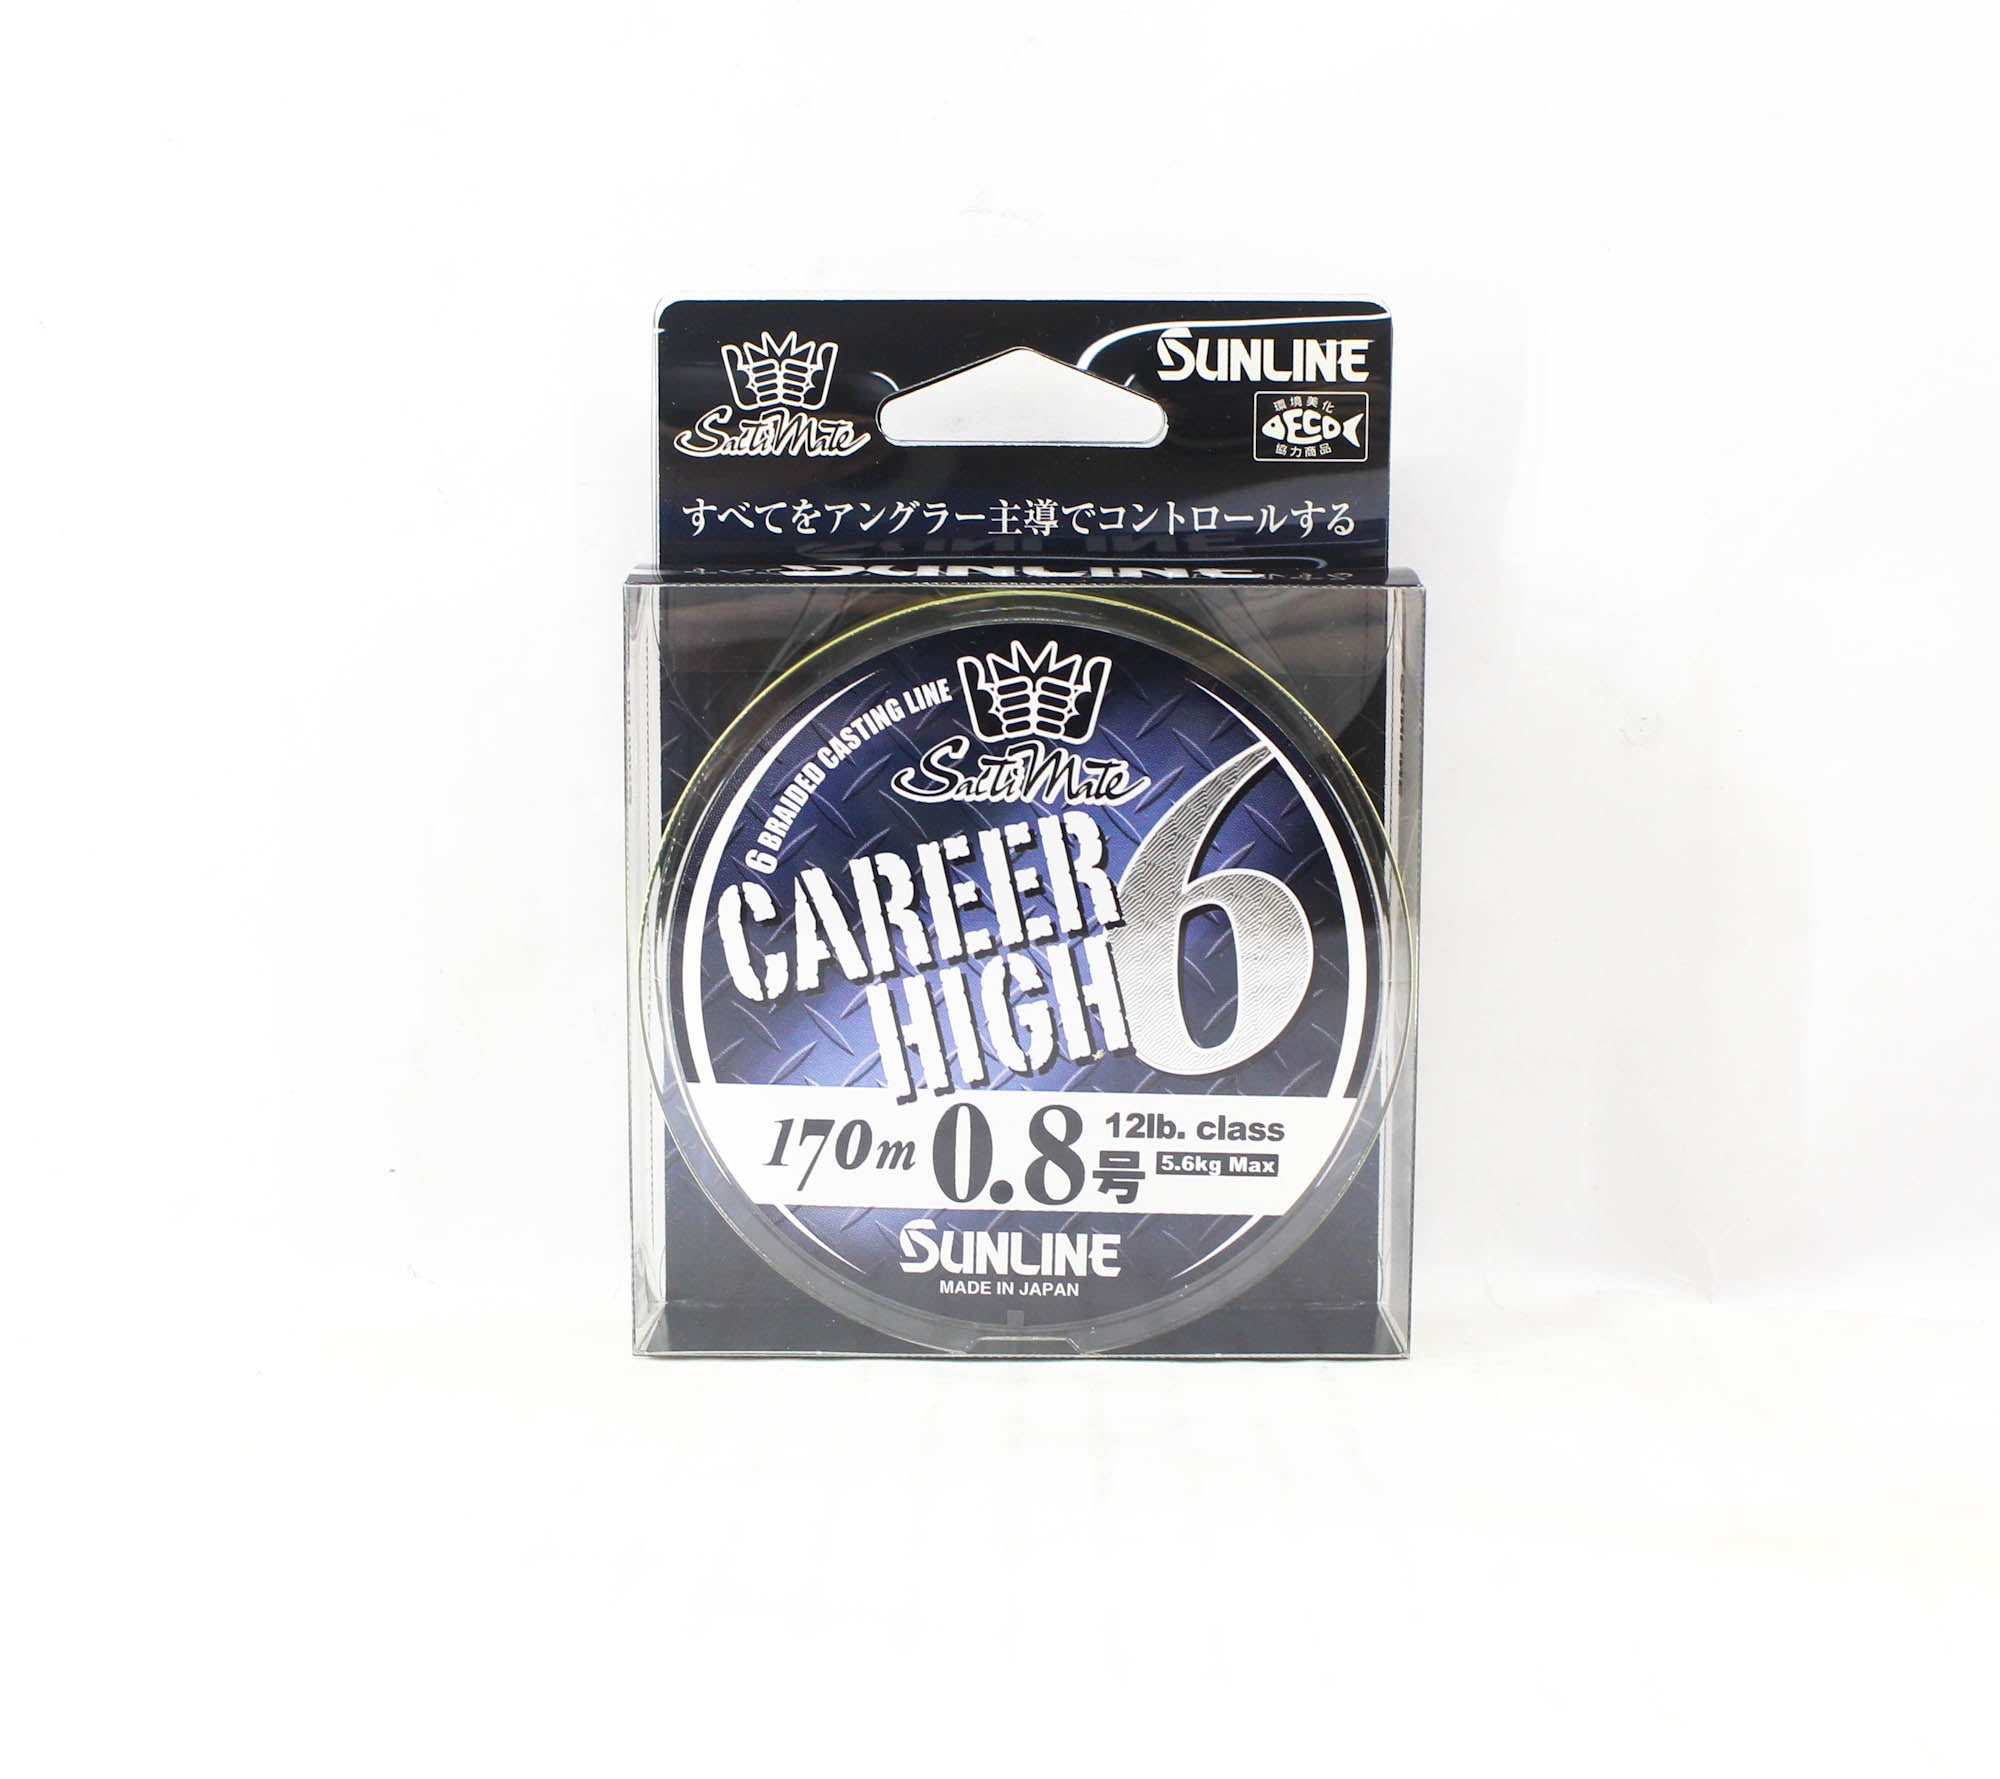 SaltiMate
SUNLINE
環境美化
ECO
協力商品
すべてをアングラー主導でコントロールする
SUNLINE
6 BRAIDED CASTING LINE
SaltiMate
CAREER
HIGH 6
170m 0.8号 12lb. class
5.6kg Max
SUNLINE
MADE IN JAPAN